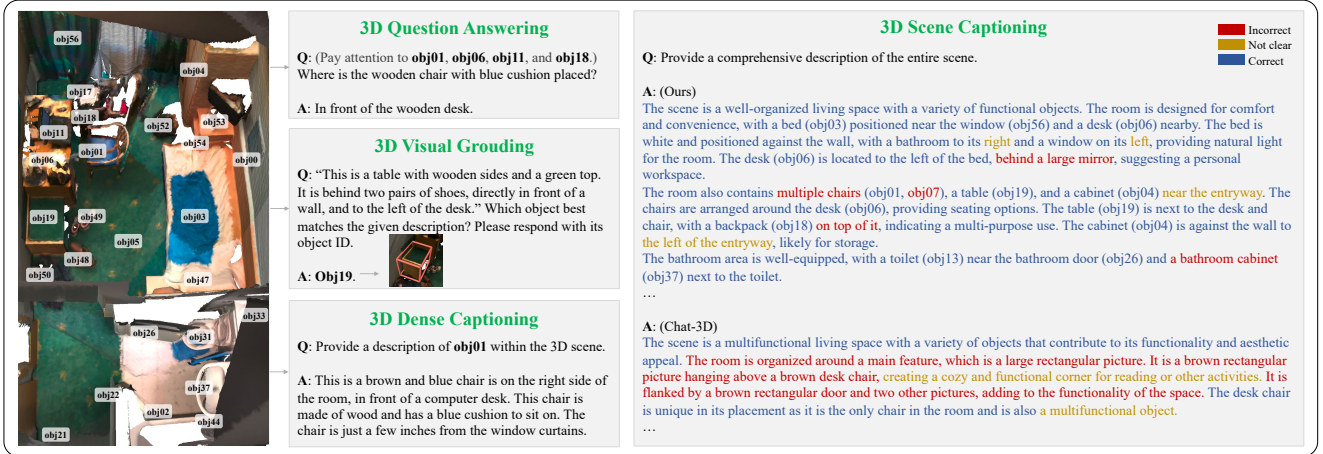 obj56
obj04
obj17
obj18
obj11
obj52
obj53
obj54
obj01
obj06
obj00
obj19
obj49
obj03
obj05
obj48
obj50
obj47
obj33
obj26
obj31
obj37
obj22
obj02
obj44
obj21
3D Question Answering
Q: (Pay attention to obj01, obj06, obj11, and obj18.)
Where is the wooden chair with blue cushion placed?
A: In front of the wooden desk.
3D Visual Grouding
Q: “This is a table with wooden sides and a green top.
It is behind two pairs of shoes, directly in front of a
wall, and to the left of the desk.” Which object best
matches the given description? Please respond with its
object ID.
A: Obj19.
3D Dense Captioning
Q: Provide a description of obj01 within the 3D scene.
A: This is a brown and blue chair is on the right side of
the room, in front of a computer desk. This chair is
made of wood and has a blue cushion to sit on. The
chair is just a few inches from the window curtains.
3D Scene Captioning
Incorrect
Not clear
Correct
Q: Provide a comprehensive description of the entire scene.
A: (Ours)
The scene is a well-organized living space with a variety of functional objects. The room is designed for comfort
and convenience, with a bed (obj03) positioned near the window (obj56) and a desk (obj06) nearby. The bed is
white and positioned against the wall, with a bathroom to its right and a window on its left, providing natural light
for the room. The desk (obj06) is located to the left of the bed, behind a large mirror, suggesting a personal
workspace.
The room also contains multiple chairs (obj01, obj07), a table (obj19), and a cabinet (obj04) near the entryway. The
chairs are arranged around the desk (obj06), providing seating options. The table (obj19) is next to the desk and
chair, with a backpack (obj18) on top of it, indicating a multi-purpose use. The cabinet (obj04) is against the wall to
the left of the entryway, likely for storage.
The bathroom area is well-equipped, with a toilet (obj13) near the bathroom door (obj26) and a bathroom cabinet
(obj37) next to the toilet.
…
A: (Chat-3D)
The scene is a multifunctional living space with a variety of objects that contribute to its functionality and aesthetic
appeal. The room is organized around a main feature, which is a large rectangular picture. It is a brown rectangular
picture hanging above a brown desk chair, creating a cozy and functional corner for reading or other activities. It is
flanked by a brown rectangular door and two other pictures, adding to the functionality of the space. The desk chair
is unique in its placement as it is the only chair in the room and is also a multifunctional object.
…